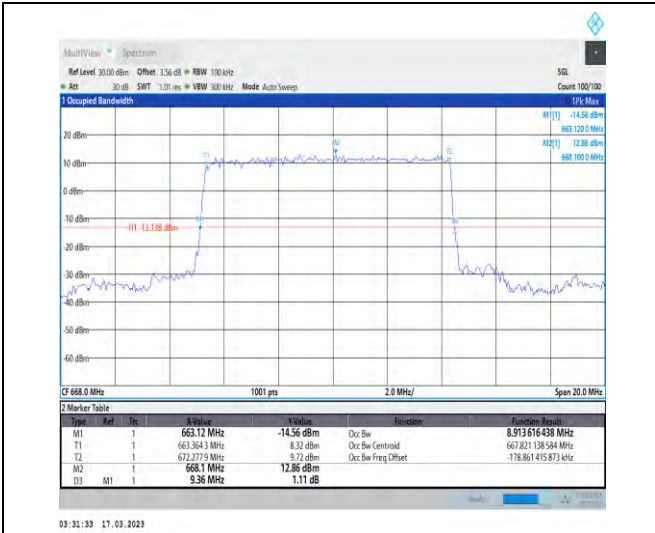 MultiView Spectrum
Ref Level 30.00 dBm Offset 3.56 dB RBW 100 kHz SGL
Att 30 dB SWT 1.01 ms VBW 300 kHz Mode Auto Sweep Count 100/100
1 Occupied Bandwidth 1Pk Max
M1[1] -14.56 dBm
663.120 0 MHz
M2[1] 12.86 dBm
668.100 0 MHz
20 dBm
10 dBm
0 dBm
-10 dBm
H1 -13.138 dBm
-20 dBm
-30 dBm
-40 dBm
-50 dBm
-60 dBm
T1
M2
T2
CF 668.0 MHz 1001 pts 2.0 MHz/ Span 20.0 MHz
2 Marker Table
Type Ref Trc X-Value Y-Value Function Function Result
M1 1 663.12 MHz -14.56 dBm Occ Bw 8.913 616 438 MHz
T1 1 663.364 3 MHz 8.32 dBm Occ Bw Centroid 667.821 138 584 MHz
T2 1 672.277 9 MHz 9.72 dBm Occ Bw Freq Offset -178.861 415 873 kHz
M2 1 668.1 MHz 12.86 dBm
D3 M1 1 9.36 MHz 1.11 dB
03:31:33 17.03.2023